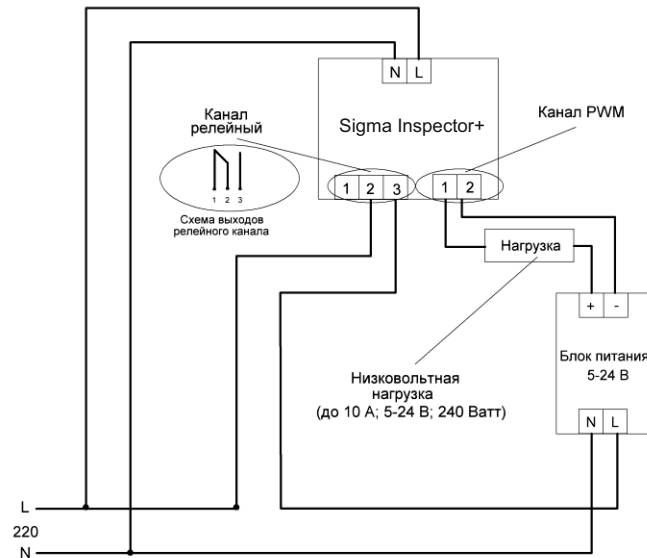 N L
Sigma Inspector+
Канал
релейный
Канал PWM
1 2 3
1 2
1 2 3
Схема выходов
релейного канала
Нагрузка
+ -
Блок питания
5-24 В
Низковольтная
нагрузка
(до 10 А; 5-24 В; 240 Ватт)
N L
L
220
N